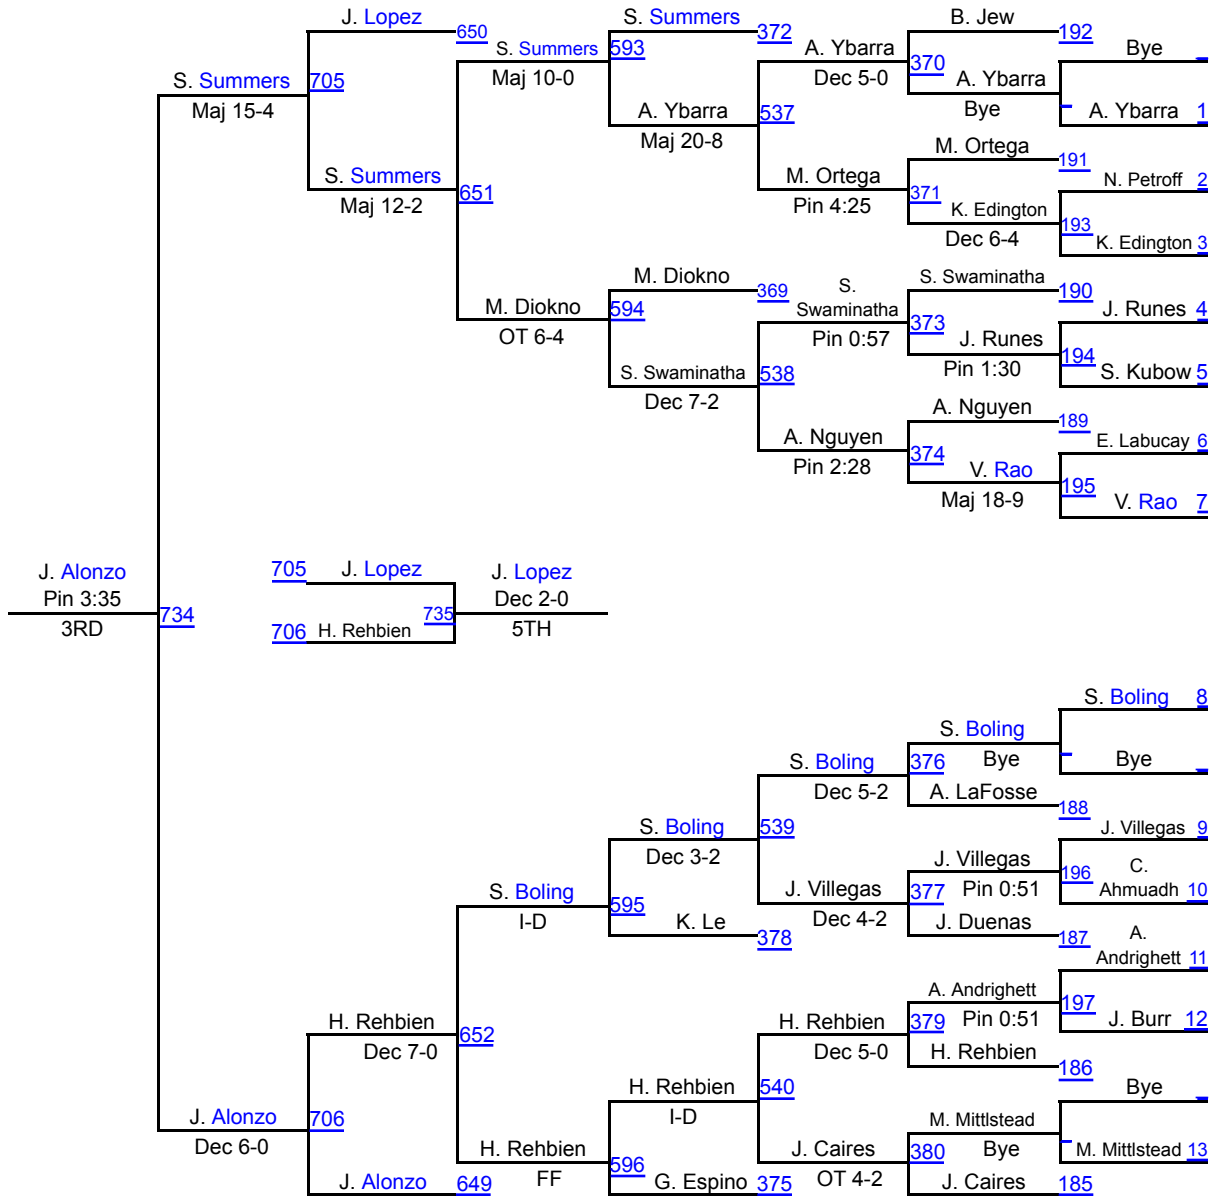 J. Lopez
650
S. Summers
372
B. Jew
192
S. Summers
593
A. Ybarra
370
Bye
Maj 10-0
Dec 5-0
A. Ybarra
S. Summers
705
Maj 15-4
Bye
A. Ybarra 1
A. Ybarra
537
Maj 20-8
M. Ortega
191
S. Summers
651
M. Ortega
371
N. Petroff 2
Maj 12-2
Pin 4:25
K. Edington
193
Dec 6-4
K. Edington 3
M. Diokno
369
S.
Swaminatha
S. Swaminatha
190
M. Diokno
594
373
J. Runes 4
OT 6-4
Pin 0:57
J. Runes
194
Pin 1:30
S. Swaminatha
538
S. Kubow 5
Dec 7-2
A. Nguyen
189
A. Nguyen
374
E. Labucay 6
Pin 2:28
V. Rao
195
Maj 18-9
V. Rao 7
J. Alonzo
705
J. Lopez
J. Lopez
Pin 3:35
734
735
Dec 2-0
3RD
706
H. Rehbien
5TH
S. Boling 8
S. Boling
S. Boling
376
Bye
Bye
Dec 5-2
A. LaFosse
188
S. Boling
539
J. Villegas 9
Dec 3-2
J. Villegas
196
C.
Ahmuadh 10
S. Boling
595
J. Villegas
377
Pin 0:51
I-D
K. Le
378
Dec 4-2
J. Duenas
187
A.
Andrighett 11
A. Andrighett
197
H. Rehbien
652
H. Rehbien
379
Pin 0:51
J. Burr 12
Dec 7-0
Dec 5-0
H. Rehbien
186
H. Rehbien
540
Bye
I-D
J. Alonzo
706
M. Mittlstead
Dec 6-0
H. Rehbien
596
J. Caires
380
Bye
M. Mittlstead 13
FF
OT 4-2
J. Alonzo
649
G. Espino
375
J. Caires
185